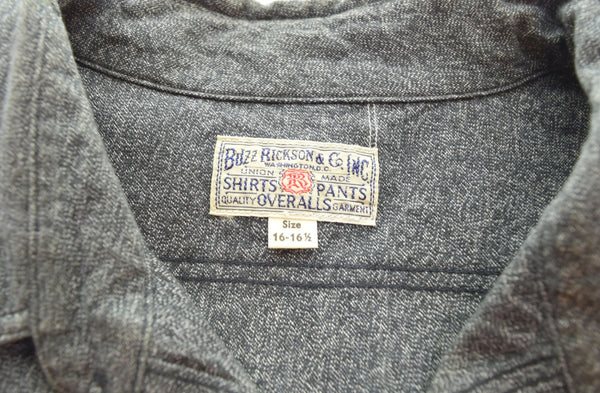 BUZZ RICKSON & CO. INC
WASHINGTON, D.C.
UNION MADE
SHIRTS PANTS
QUALITY OVERALLS GARMENT
Size
16-16½